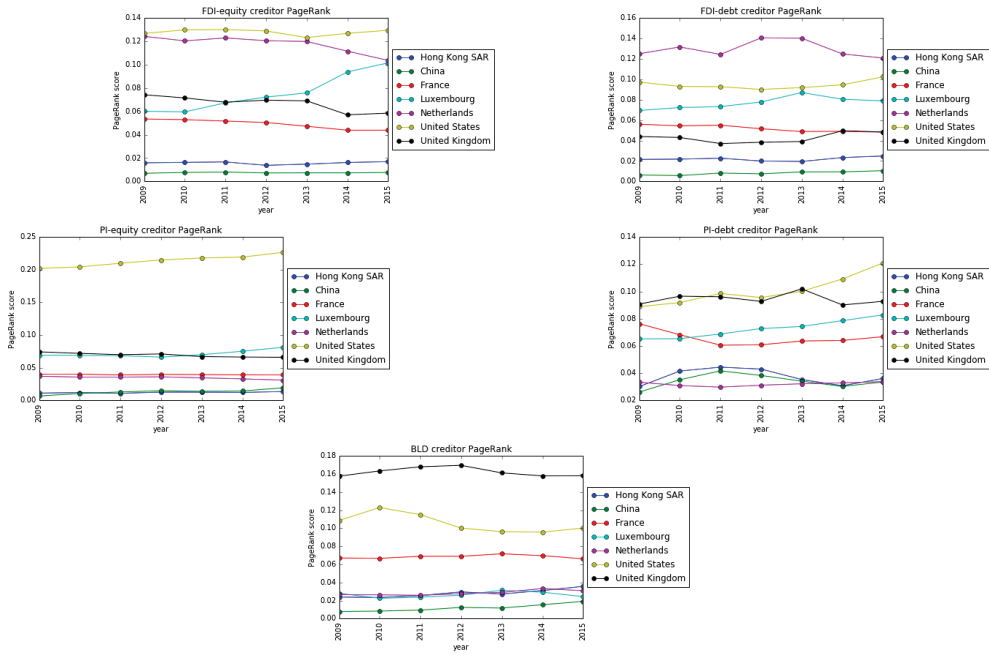 FDI-equity creditor PageRank
0.14
0.12
0.10
0.08
0.06
0.04
0.02
0.00
PageRank score
2009
2010
2011
2012
2013
2014
2015
year
Hong Kong SAR
China
France
Luxembourg
Netherlands
United States
United Kingdom
FDI-debt creditor PageRank
0.16
0.14
0.12
0.10
0.08
0.06
0.04
0.02
0.00
PageRank score
2009
2010
2011
2012
2013
2014
2015
year
Hong Kong SAR
China
France
Luxembourg
Netherlands
United States
United Kingdom
PI-equity creditor PageRank
0.25
0.20
0.15
0.10
0.05
0.00
PageRank score
2009
2010
2011
2012
2013
2014
2015
year
Hong Kong SAR
China
France
Luxembourg
Netherlands
United States
United Kingdom
PI-debt creditor PageRank
0.14
0.12
0.10
0.08
0.06
0.04
0.02
PageRank score
2009
2010
2011
2012
2013
2014
2015
year
Hong Kong SAR
China
France
Luxembourg
Netherlands
United States
United Kingdom
BLD creditor PageRank
0.18
0.16
0.14
0.12
0.10
0.08
0.06
0.04
0.02
0.00
PageRank score
2009
2010
2011
2012
2013
2014
2015
year
Hong Kong SAR
China
France
Luxembourg
Netherlands
United States
United Kingdom